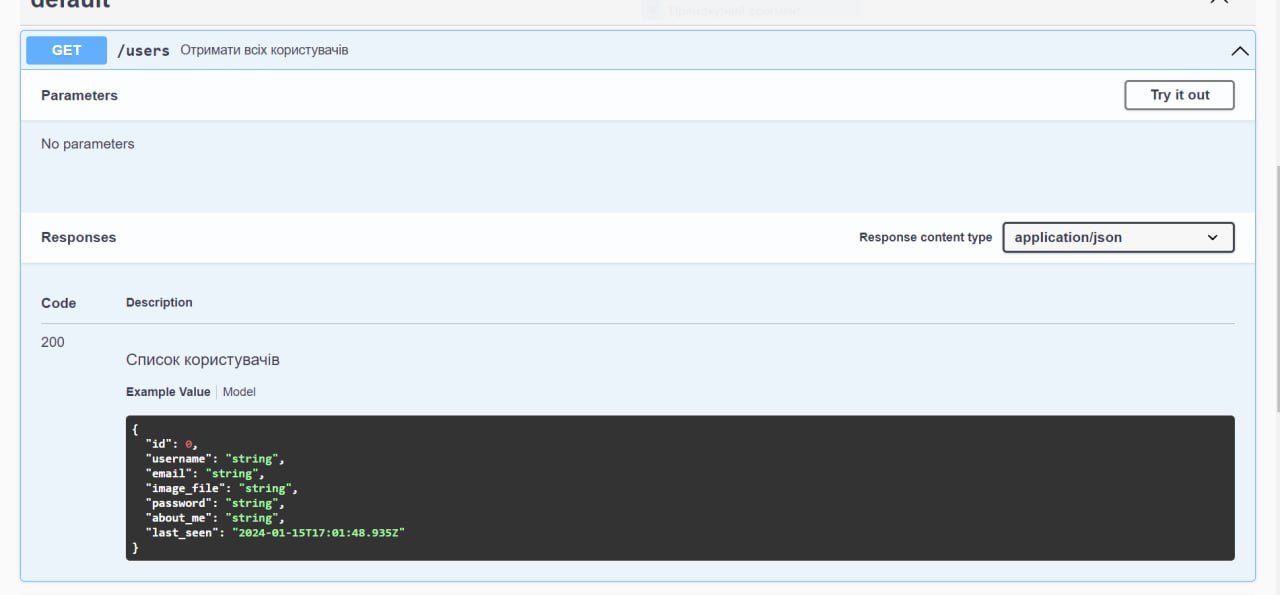 default
GET /users Отримати всіх користувачів
Parameters
Try it out
No parameters
Responses
Response content type
application/json
Code Description
200
Список користувачів
Example Value Model
{
"id": 0,
"username": "string",
"email": "string",
"image_file": "string",
"password": "string",
"about_me": "string",
"last_seen": "2024-01-15T17:01:48.935Z"
}